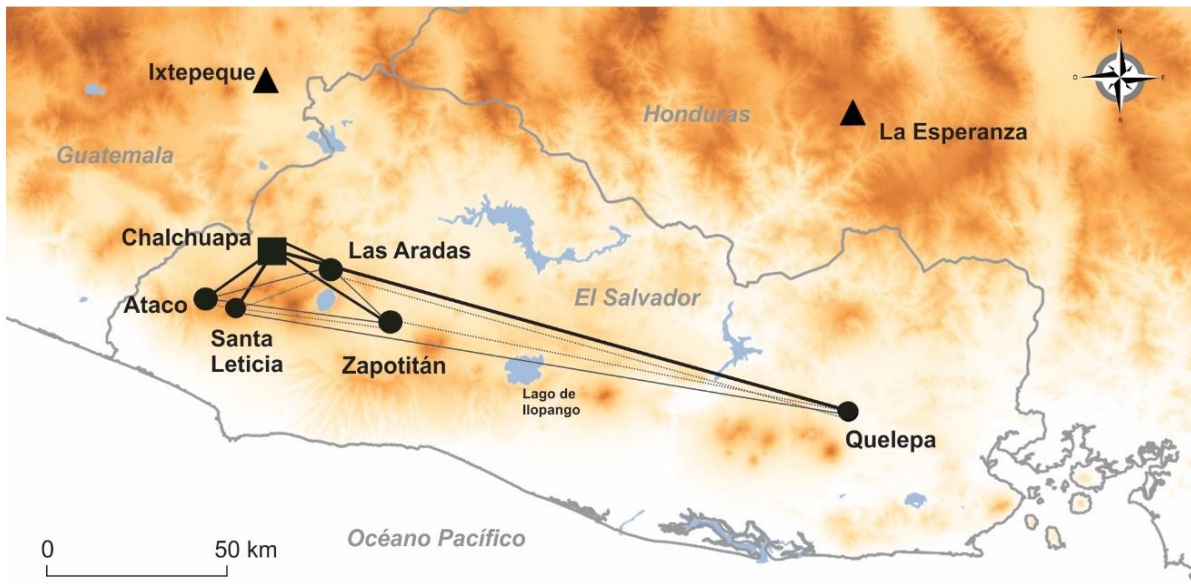 Ixtepeque
N
O
E
S
Honduras
La Esperanza
Guatemala
Chalchuapa
Las Aradas
El Salvador
Ataco
Santa
Leticia
Zapotitán
Lago de
Ilopango
Quelepa
Océano Pacífico
0
50 km